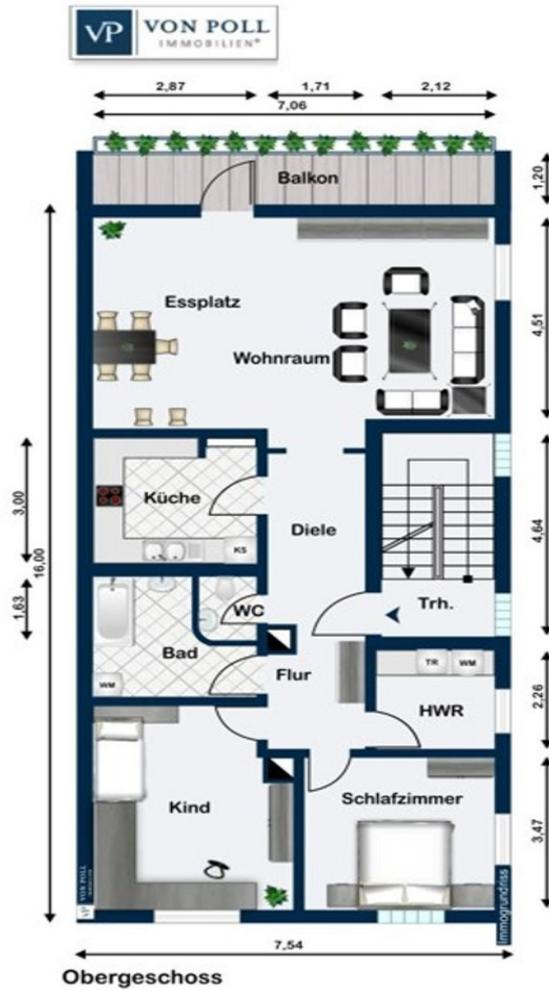 VP VON POLL
IMMOBILIEN®
2,87 1,71 2,12
7,06
Balkon
1,20
Essplatz
Wohnraum
4,51
Küche
KS
3,00
16,00
Diele
4,64
WC
Trh.
1,63
Bad
WM
Flur
TR WM
HWR
2,26
Kind
Schlafzimmer
3,47
VP VON POLL
IMMOBILIEN
Immogrundriss
7,54
Obergeschoss